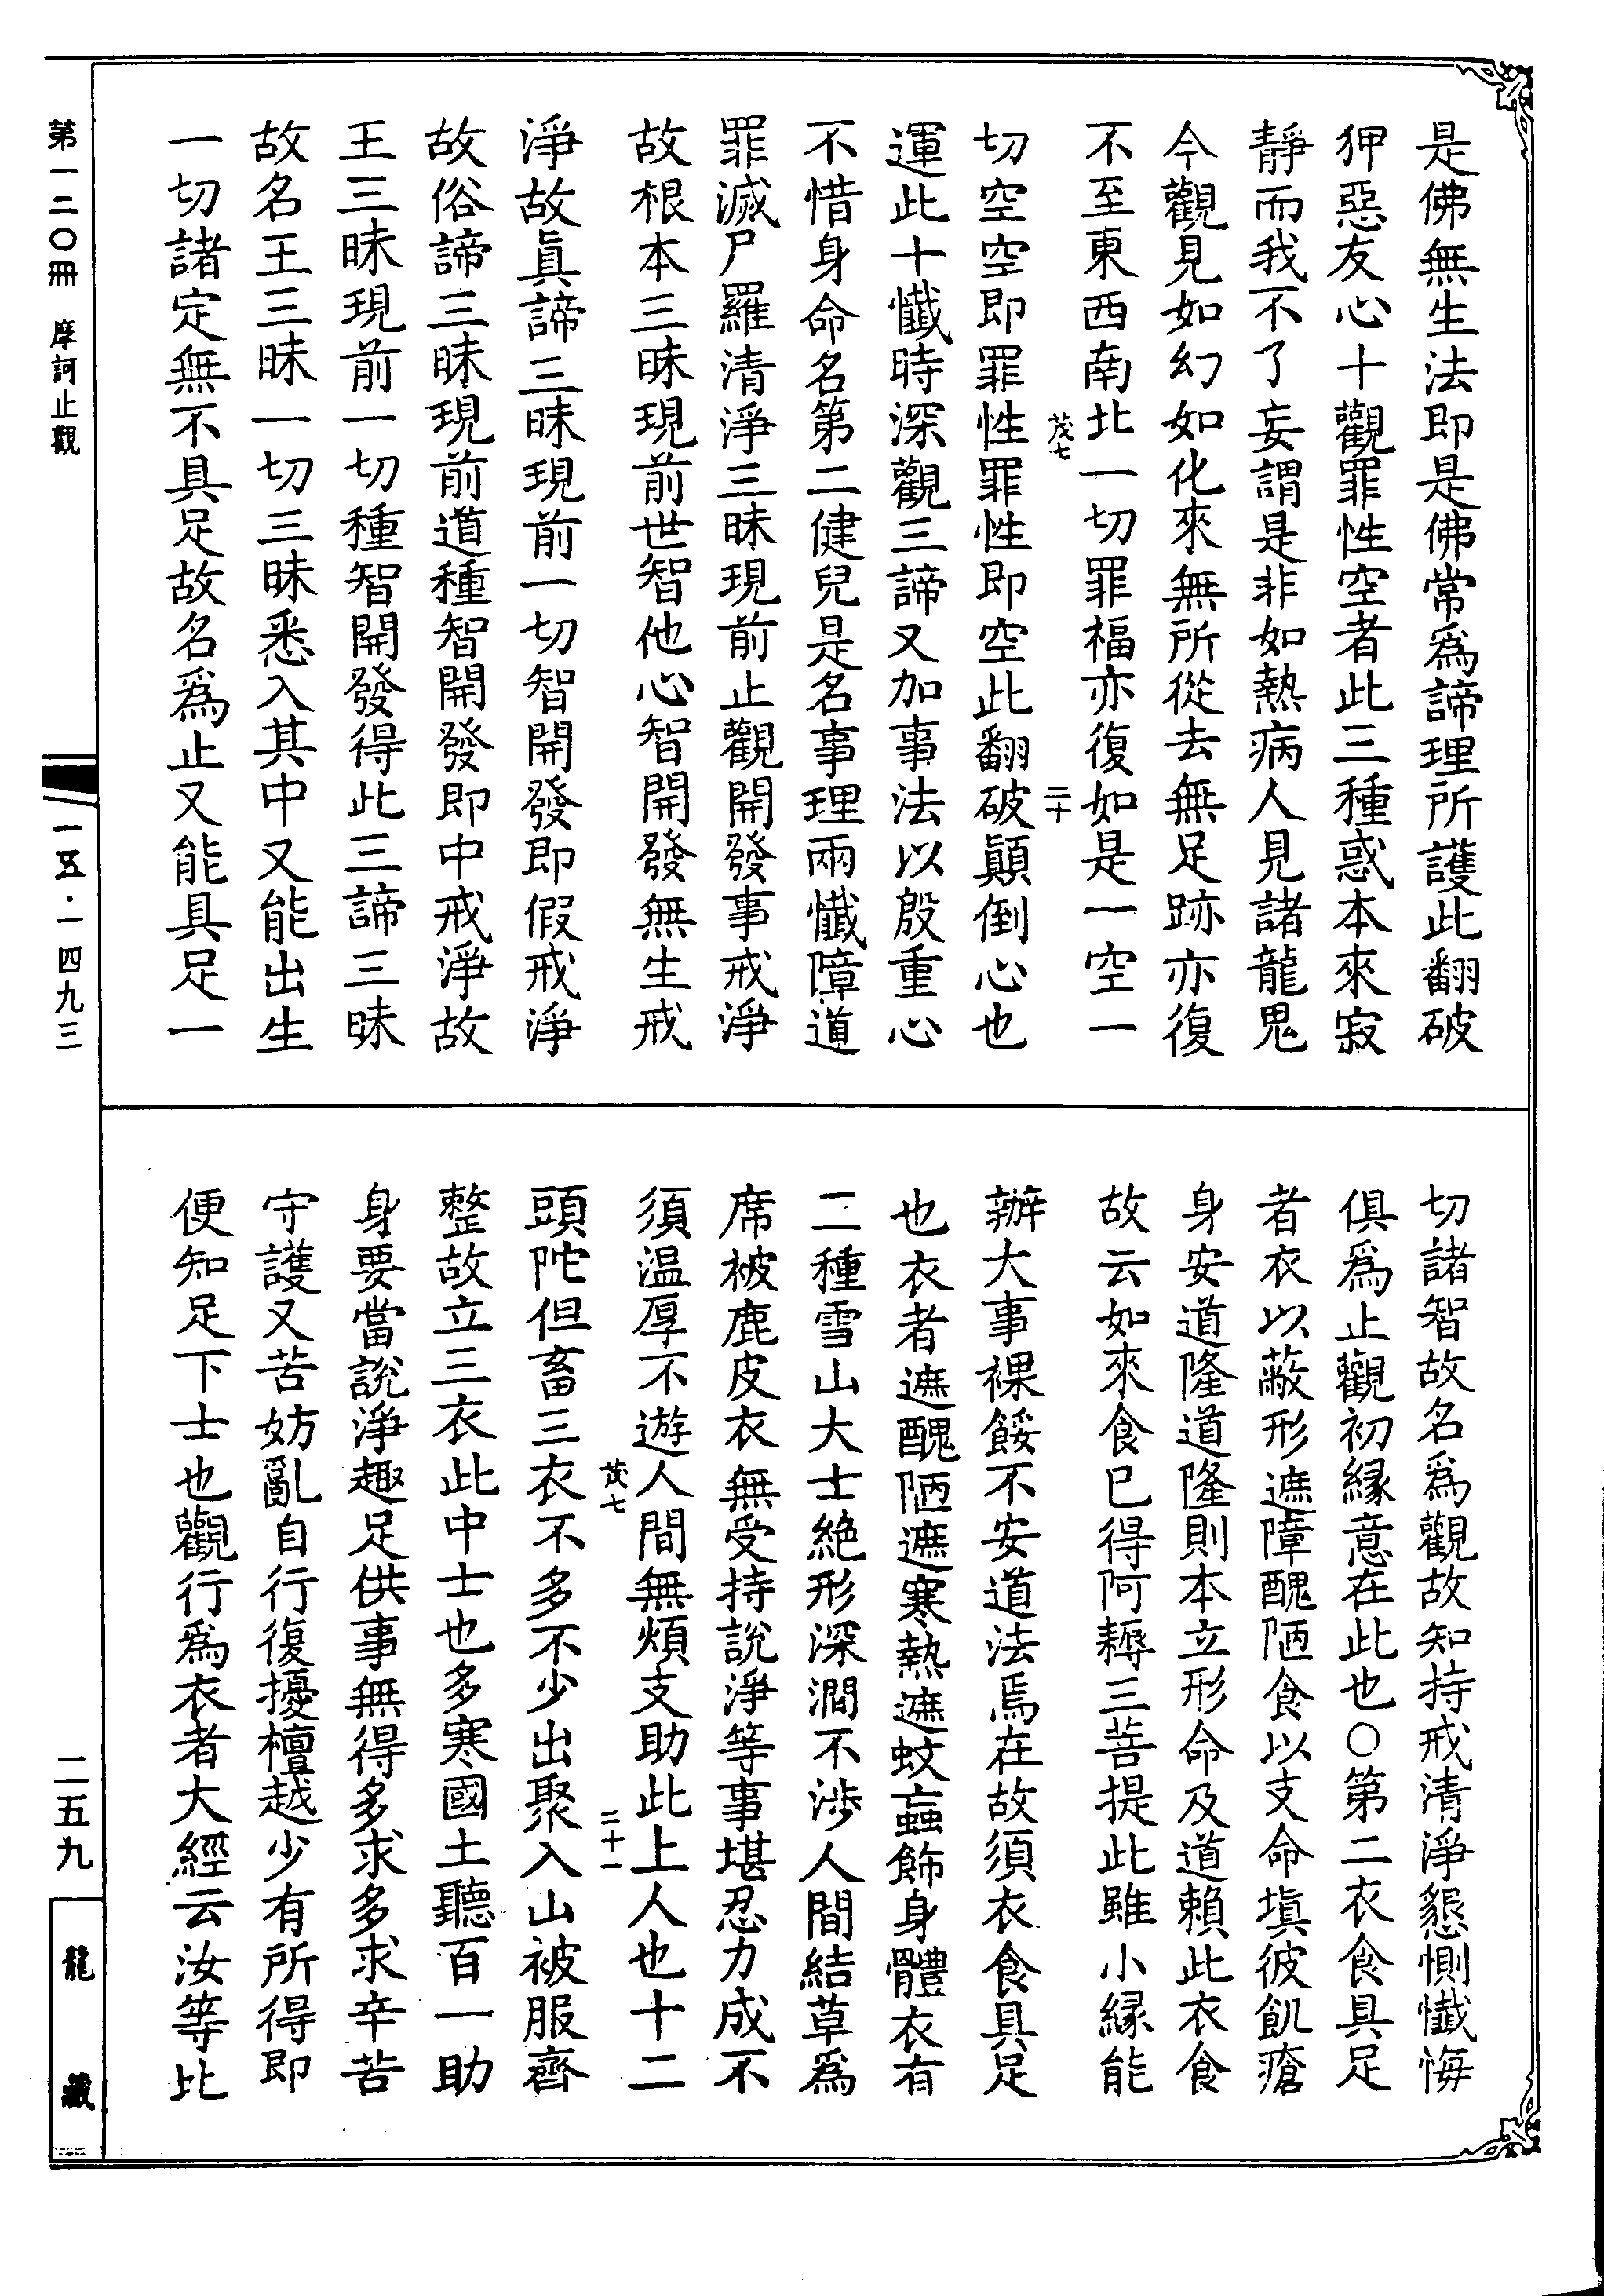 是佛無生法即是佛常爲諦理所護此翻破
狎惡友心十觀罪性空者此三種惑本來寂
靜而我不了妄謂是非如熱病人見諸龍鬼
今觀見如幻如化來無所從去無足跡亦復
不至東西南北一切罪福亦復如是一空一
茂七
二十
切空空即罪性罪性即空此翻破顛倒心也
運此十懺時深觀三諦又加事法以殷重心
不惜身命名第二健兒是名事理兩懺障道
罪滅尸羅清淨三昧現前止觀開發事戒淨
故根本三昧現前世智他心智開發無生戒
淨故眞諦三昧現前一切智開發即假戒淨
故俗諦三昧現前道種智開發即中戒淨故
王三昧現前一切種智開發得此三諦三昧
故名王三昧一切三昧悉入其中又能出生
一切諸定無不具足故名爲止又能具足一
切諸智故名爲觀故知持戒清淨懇惻懺悔
俱爲止觀初緣意在此也○第二衣食具足
者衣以蔽形遮障醜陋食以支命塡彼飢瘡
身安道隆道隆則本立形命及道賴此衣食
故云如來食已得阿耨三菩提此雖小緣能
辦大事裸餒不安道法焉在故須衣食具足
也衣者遮醜陋遮寒熱遮蚊蝱飾身體衣有
二種雪山大士絶形深澗不涉人間結草爲
席被鹿皮衣無受持說淨等事堪忍力成不
須温厚不遊人間無煩支助此上人也十二
茂七
二十一
頭陀但畜三衣不多不少出聚入山被服齊
整故立三衣此中士也多寒國土聽百一助
身要當說淨趣足供事無得多求多求辛苦
守護又苦妨亂自行復擾檀越少有所得即
便知足下士也觀行爲衣者大經云汝等比
第一二〇冊　摩訶止觀
一五·一四九三
二五九
龍藏